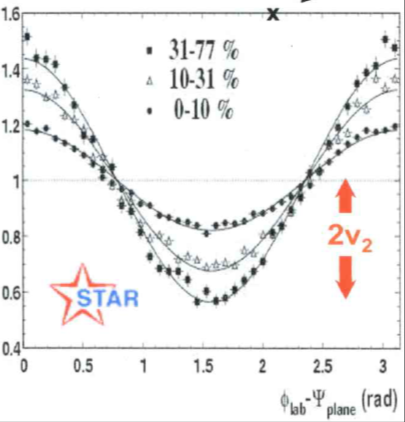 x
1.6
31-77 %
1.4
10-31 %
0-10 %
1.2
1
0.8
2v₂
0.6
STAR
0.4
0 0.5 1 1.5 2 2.5 3
ϕlab-Ψplane (rad)